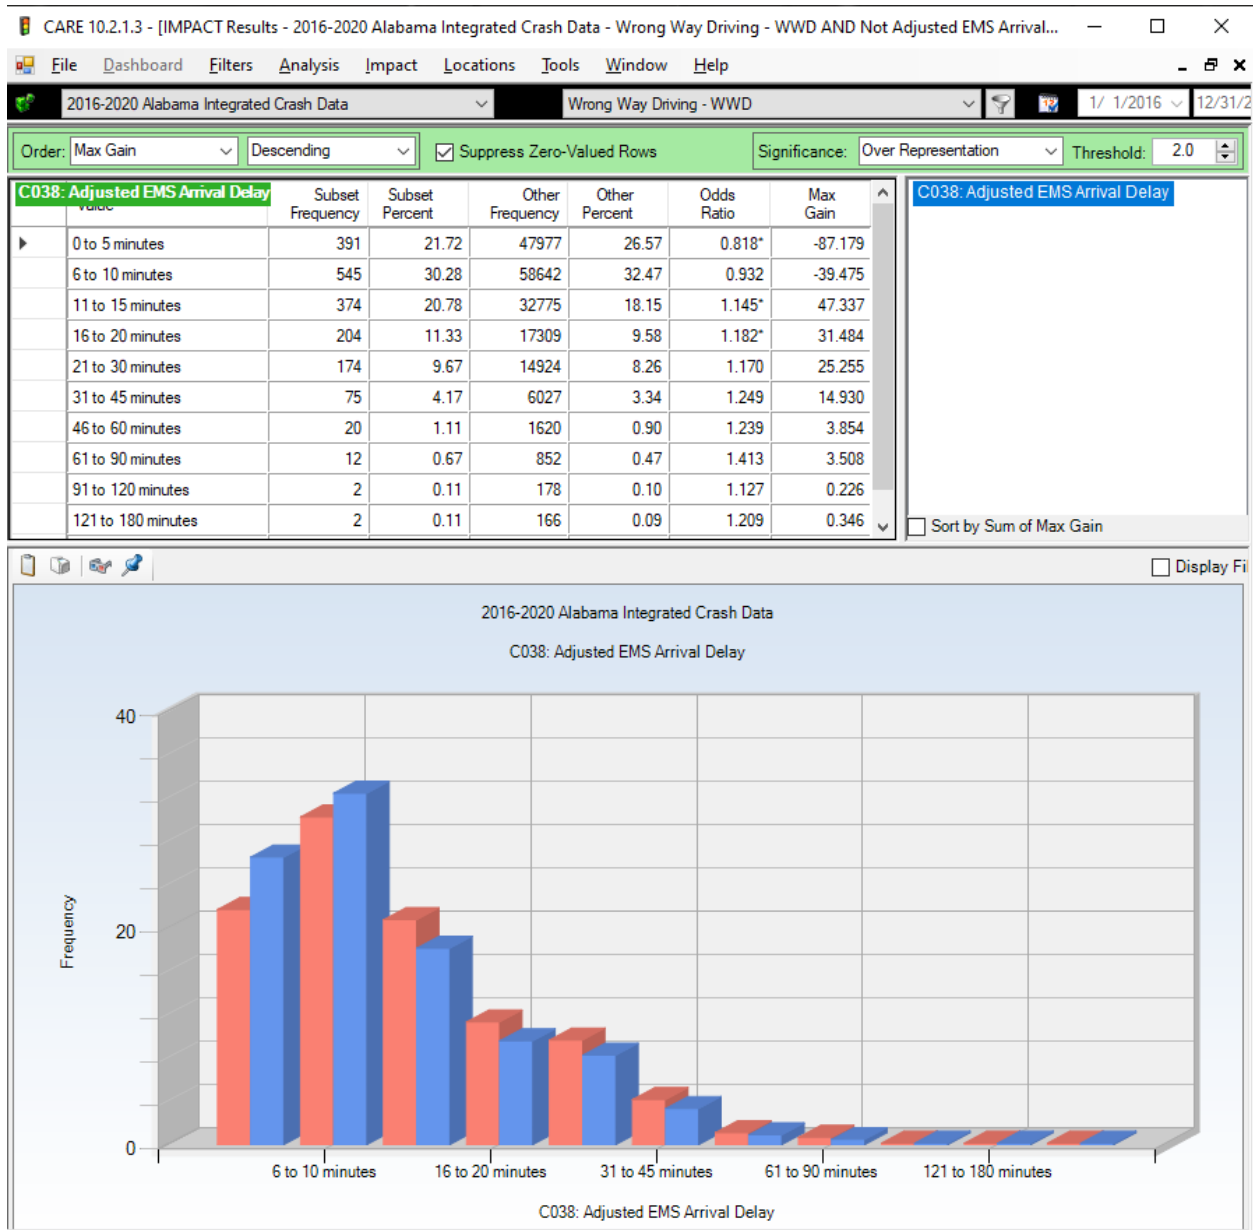 CARE 10.2.1.3 - [IMPACT Results - 2016-2020 Alabama Integrated Crash Data - Wrong Way Driving - WWD AND Not Adjusted EMS Arrival...
File Dashboard Filters Analysis Impact Locations Tools Window Help
2016-2020 Alabama Integrated Crash Data Wrong Way Driving - WWD 1/ 1/2016 12/31/2
Order: Max Gain Descending Suppress Zero-Valued Rows Significance: Over Representation Threshold: 2.0
C038: Adjusted EMS Arrival Delay Subset Frequency Subset Percent Other Frequency Other Percent Odds Ratio Max Gain C038: Adjusted EMS Arrival Delay
0 to 5 minutes 391 21.72 47977 26.57 0.818* -87.179
6 to 10 minutes 545 30.28 58642 32.47 0.932 -39.475
11 to 15 minutes 374 20.78 32775 18.15 1.145* 47.337
16 to 20 minutes 204 11.33 17309 9.58 1.182* 31.484
21 to 30 minutes 174 9.67 14924 8.26 1.170 25.255
31 to 45 minutes 75 4.17 6027 3.34 1.249 14.930
46 to 60 minutes 20 1.11 1620 0.90 1.239 3.854
61 to 90 minutes 12 0.67 852 0.47 1.413 3.508
91 to 120 minutes 2 0.11 178 0.10 1.127 0.226
121 to 180 minutes 2 0.11 166 0.09 1.209 0.346
Sort by Sum of Max Gain
Display Fi
2016-2020 Alabama Integrated Crash Data
C038: Adjusted EMS Arrival Delay
40
20
0
Frequency
6 to 10 minutes 16 to 20 minutes 31 to 45 minutes 61 to 90 minutes 121 to 180 minutes
C038: Adjusted EMS Arrival Delay